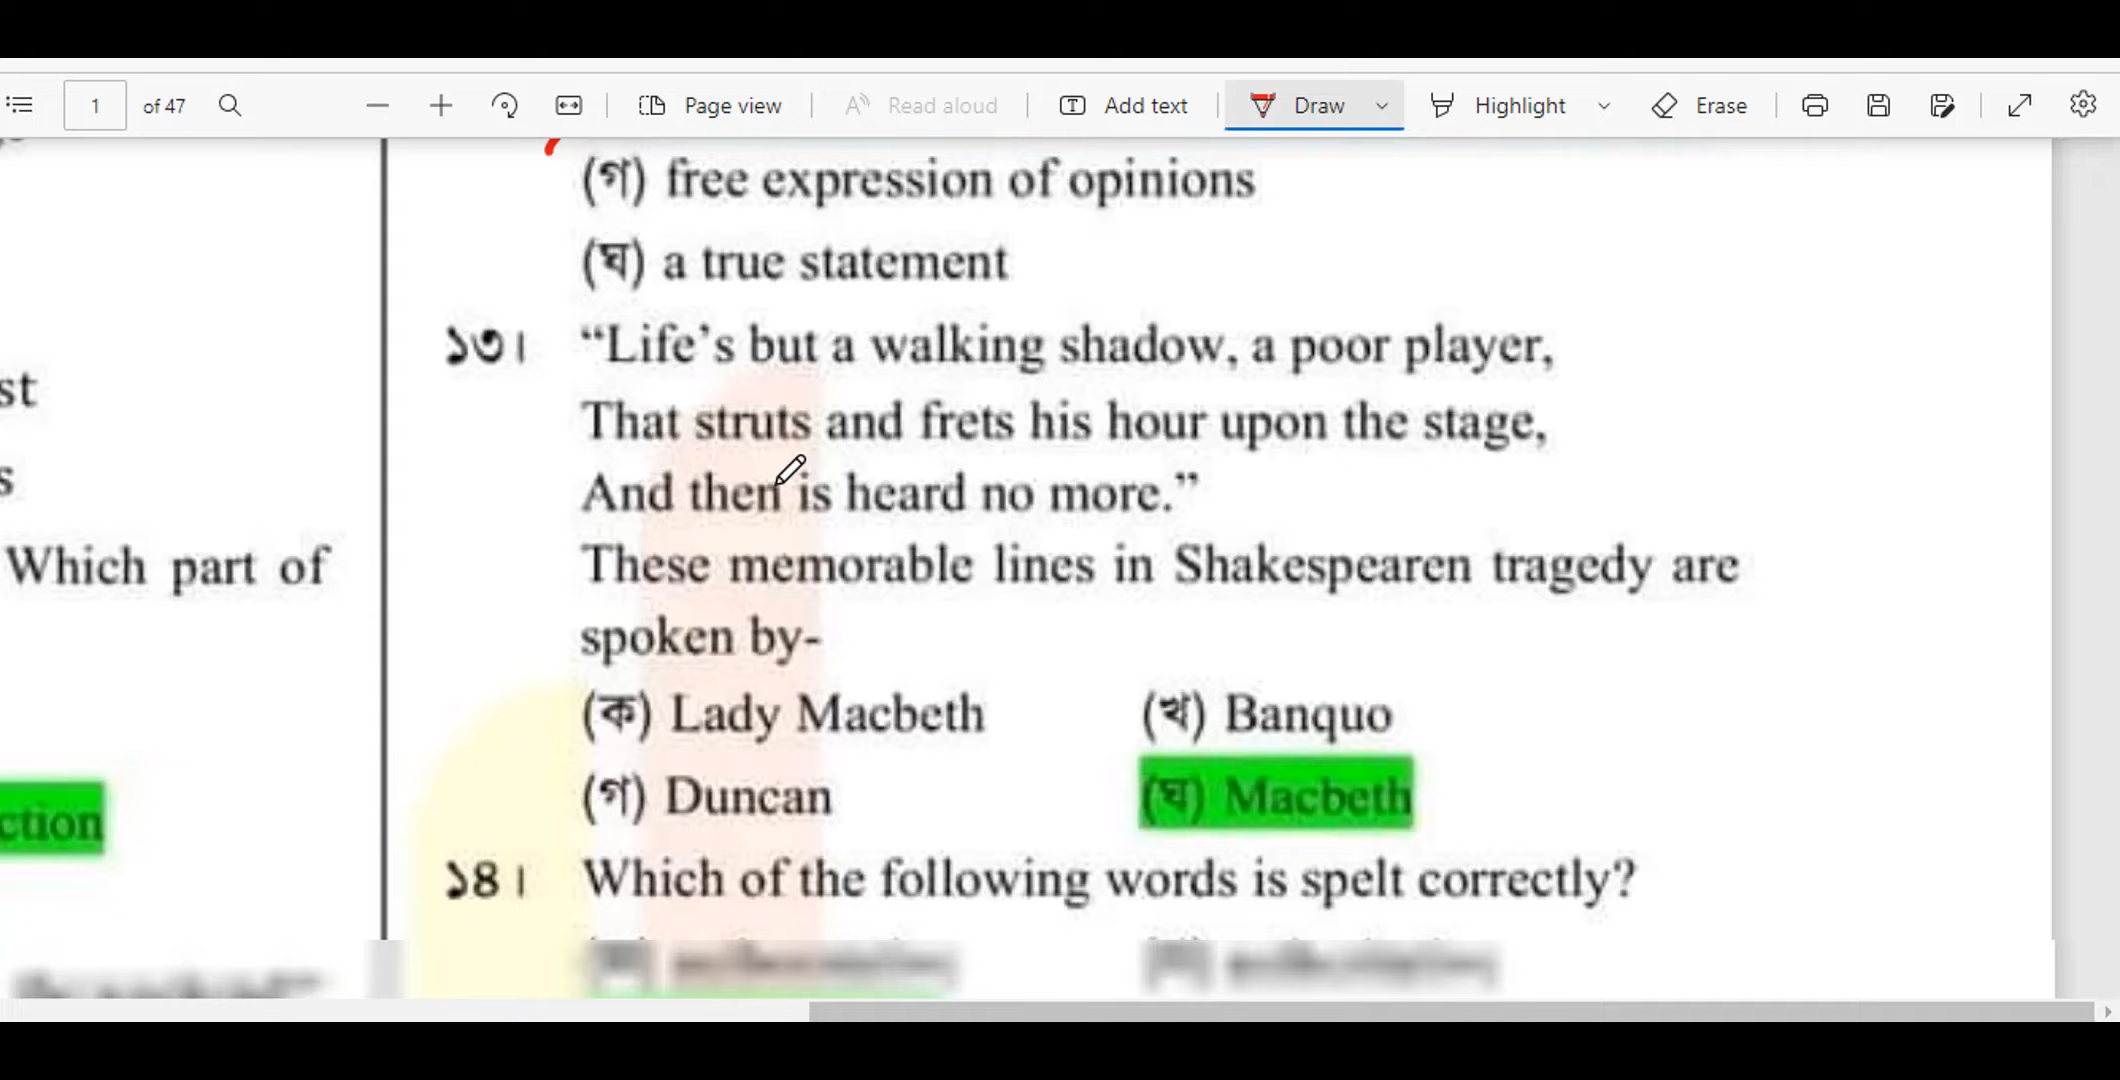 1 of 47 Page view Read aloud Add text Draw Highlight Erase
st
s
Which part of
ction
(গ) free expression of opinions
(ঘ) a true statement
১৩। “Life’s but a walking shadow, a poor player,
That struts and frets his hour upon the stage,
And then is heard no more.”
These memorable lines in Shakespearen tragedy are
spoken by-
(ক) Lady Macbeth (খ) Banquo
(গ) Duncan (ঘ) Macbeth
১৪। Which of the following words is spelt correctly?